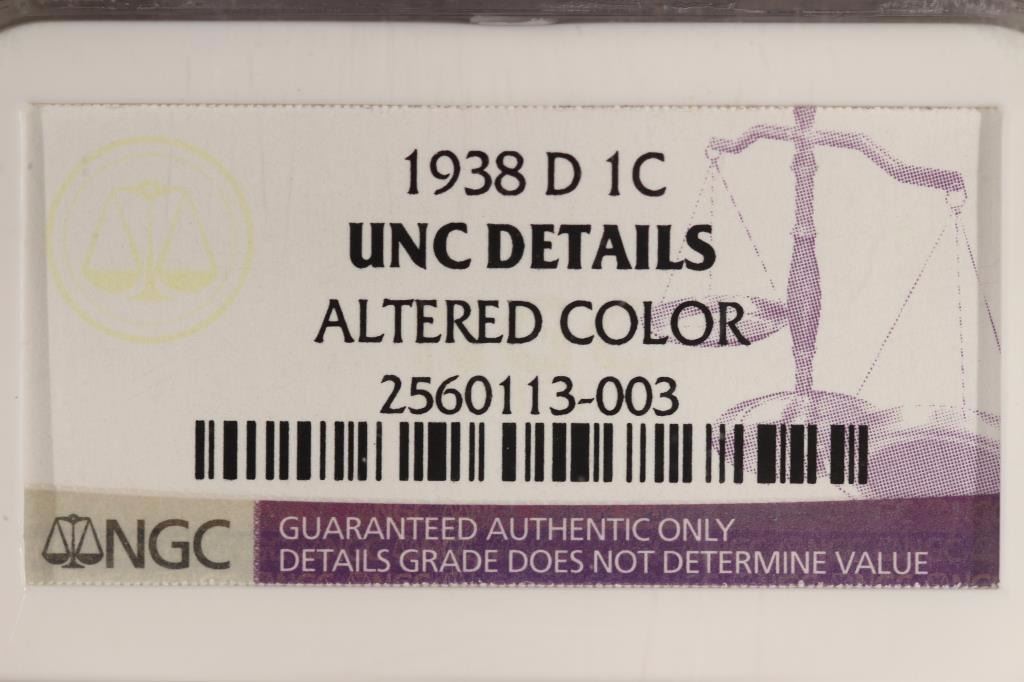 1938 D 1C
UNC DETAILS
ALTERED COLOR
2560113-003
NGC
GUARANTEED AUTHENTIC ONLY
DETAILS GRADE DOES NOT DETERMINE VALUE